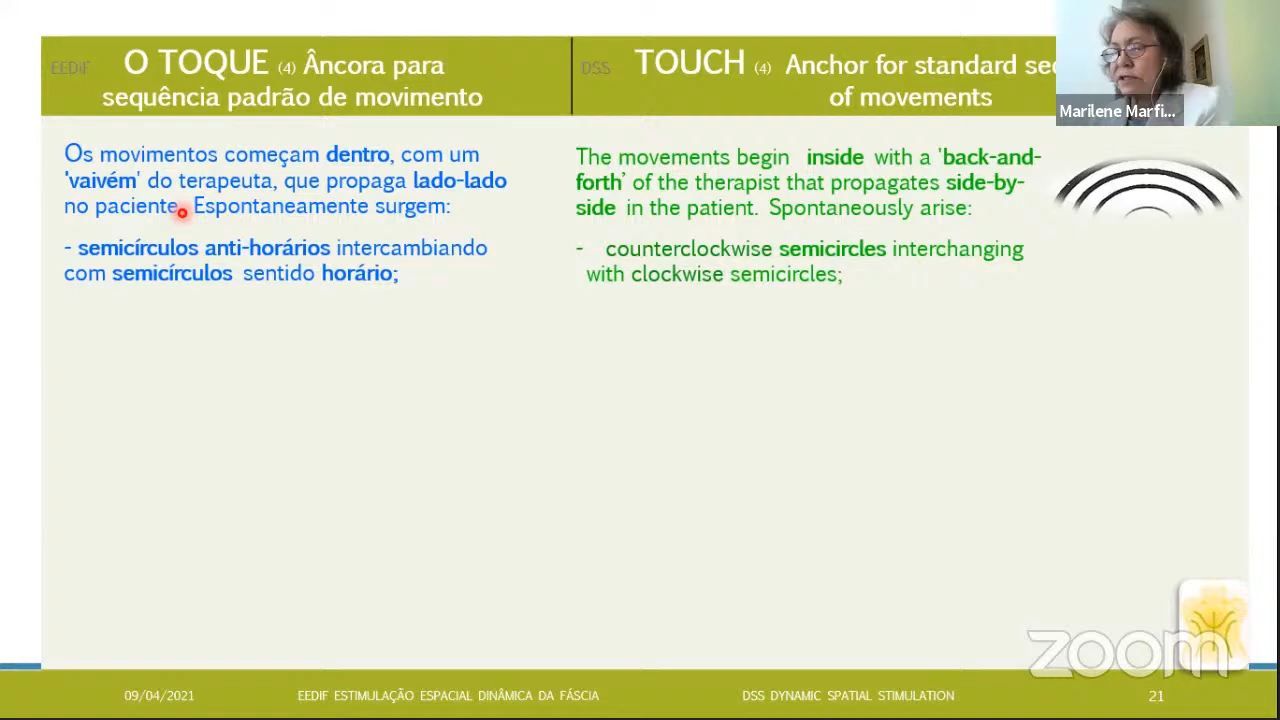 EEDiF O TOQUE (4) Âncora para
sequência padrão de movimento
DSS TOUCH (4) Anchor for standard
of movements
Marilene Marfi...
Os movimentos começam dentro, com um
'vaivém' do terapeuta, que propaga lado-lado
no paciente. Espontaneamente surgem:
- semicírculos anti-horários intercambiando
com semicírculos sentido horário;
The movements begin inside with a 'back-and-
forth’ of the therapist that propagates side-by-
side in the patient. Spontaneously arise:
- counterclockwise semicircles interchanging
with clockwise semicircles;
zoom
09/04/2021
EEDIF ESTIMULAÇÃO ESPACIAL DINÂMICA DA FÁSCIA
DSS DYNAMIC SPATIAL STIMULATION
21